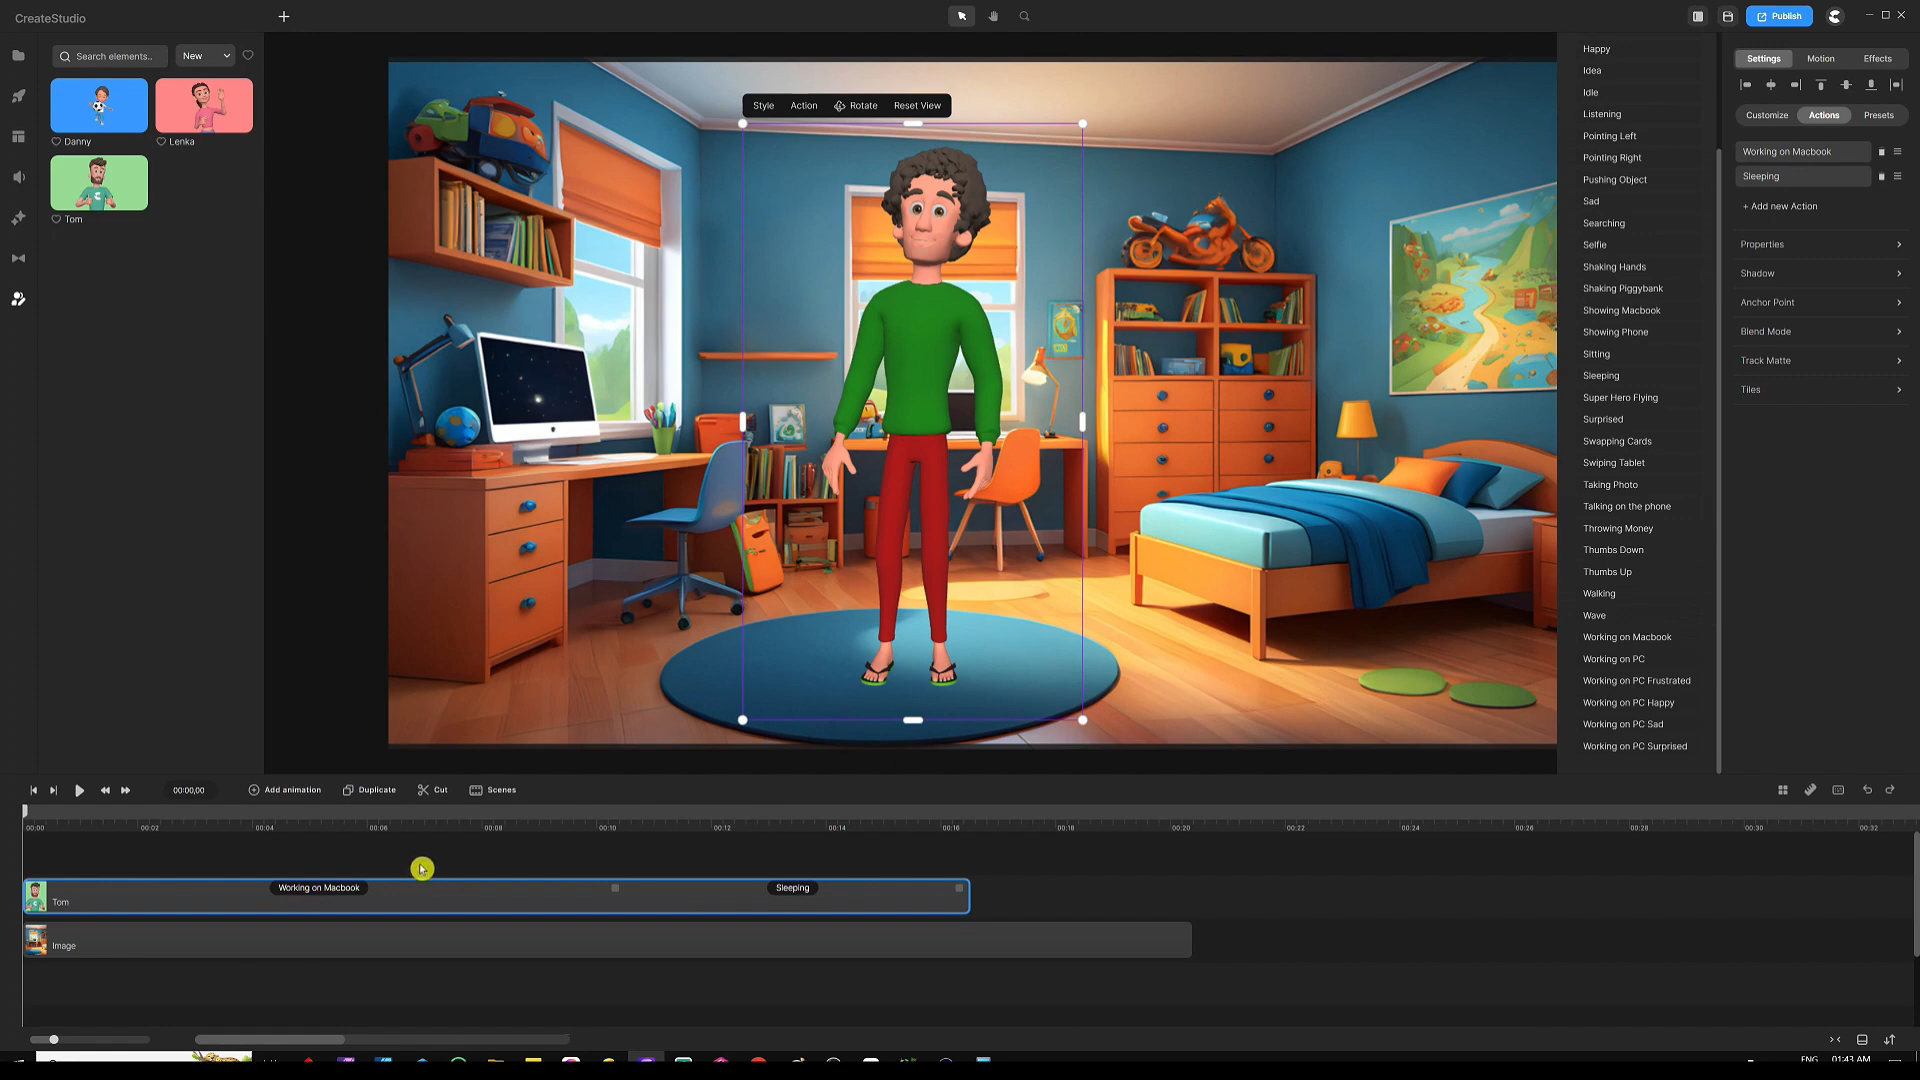 CreateStudio
Publish
Search elements..
New
Danny
Lenka
Tom
Style
Action
Rotate
Reset View
Happy
Idea
Idle
Listening
Pointing Left
Pointing Right
Pushing Object
Sad
Searching
Selfie
Shaking Hands
Shaking Piggybank
Showing Macbook
Showing Phone
Sitting
Sleeping
Super Hero Flying
Surprised
Swapping Cards
Swiping Tablet
Taking Photo
Talking on the phone
Throwing Money
Thumbs Down
Thumbs Up
Walking
Wave
Working on Macbook
Working on PC
Working on PC Frustrated
Working on PC Happy
Working on PC Sad
Working on PC Surprised
Settings
Motion
Effects
Customize
Actions
Presets
Working on Macbook
Sleeping
+ Add new Action
Properties
Shadow
Anchor Point
Blend Mode
Track Matte
Tiles
00:00,00
Add animation
Duplicate
Cut
Scenes
00:00
00:02
00:04
00:06
00:08
00:10
00:12
00:14
00:16
00:18
00:20
00:22
00:24
00:26
00:28
00:30
00:32
Working on Macbook
Sleeping
Tom
Image
ENG
01:43 AM